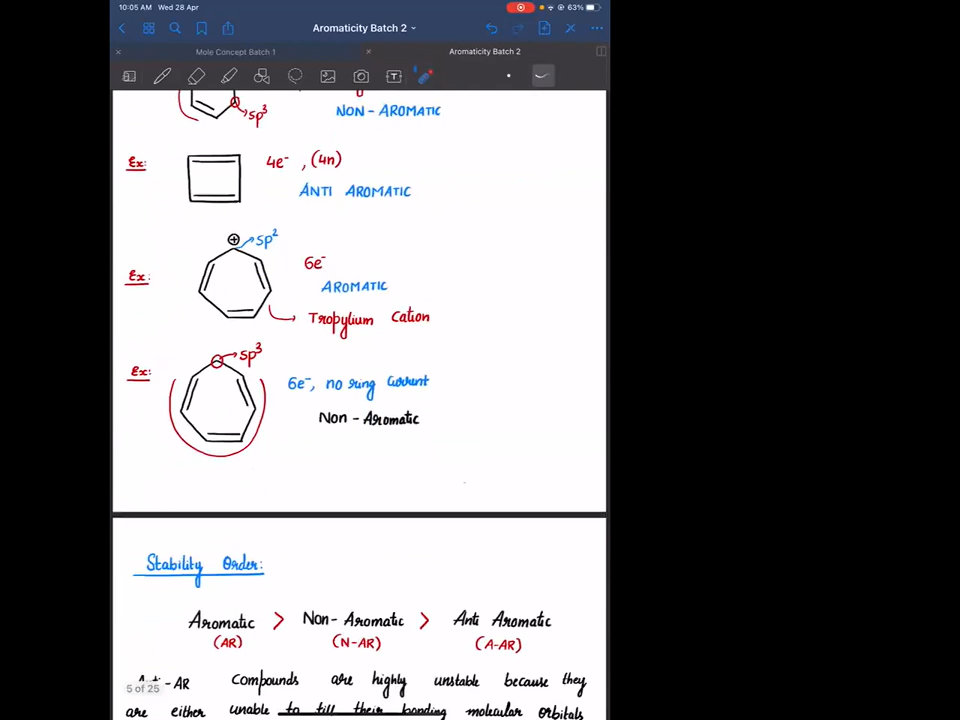 10:05 AM Wed 28 Apr
63%
Aromaticity Batch 2
Mole Concept Batch 1
Aromaticity Batch 2
sp³
NON-AROMATIC
Ex:
4e⁻ , (4n)
ANTI AROMATIC
⊕
sp²
Ex:
6e⁻
AROMATIC
Tropylium Cation
sp³
Ex:
6e⁻, no ring current
Non-Aromatic
Stability Order:
Aromatic > Non-Aromatic > Anti Aromatic
(AR) (N-AR) (A-AR)
Anti-AR compounds are highly unstable because they
5 of 25
are either unable to fill their bonding molecular orbitals